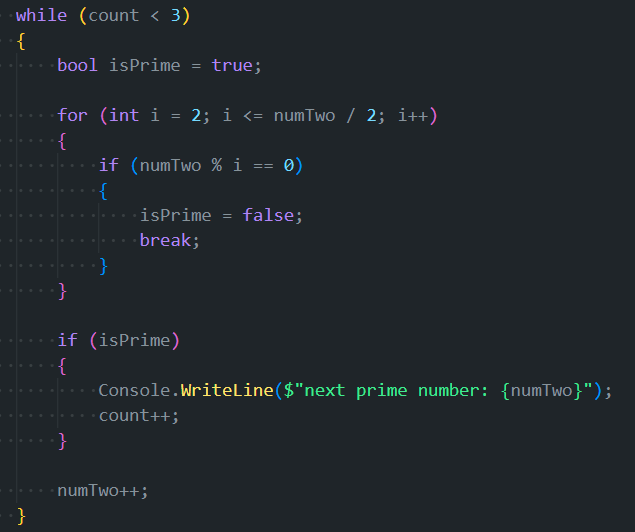 while (count < 3)
{
bool isPrime = true;
for (int i = 2; i <= numTwo / 2; i++)
{
if (numTwo % i == 0)
{
isPrime = false;
break;
}
}
if (isPrime)
{
Console.WriteLine($"next prime number: {numTwo}");
count++;
}
numTwo++;
}